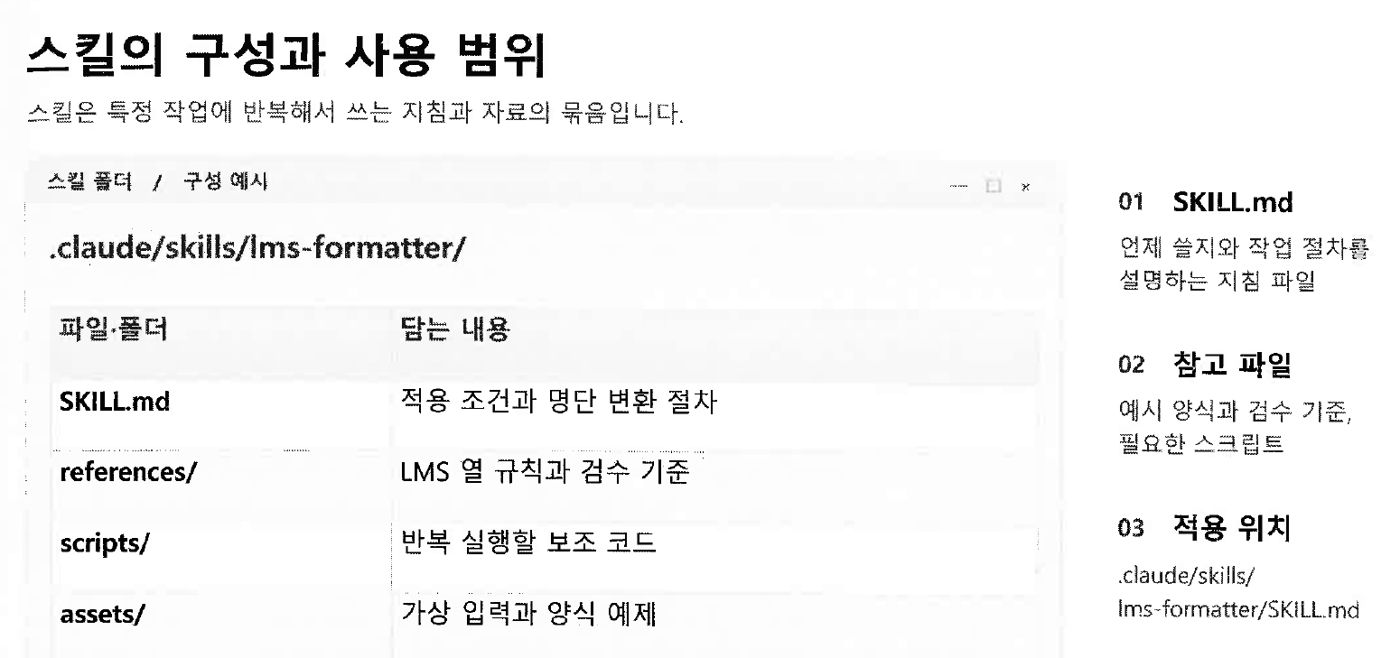 스킬의 구성과 사용 범위
스킬은 특정 작업에 반복해서 쓰는 지침과 자료의 묶음입니다.
스킬 폴더 / 구성 예시
.claude/skills/lms-formatter/
파일·폴더 담는 내용
SKILL.md 적용 조건과 명단 변환 절차
references/ LMS 열 규칙과 검수 기준
scripts/ 반복 실행할 보조 코드
assets/ 가상 입력과 양식 예제
01 SKILL.md
언제 쓸지와 작업 절차를
설명하는 지침 파일
02 참고 파일
예시 양식과 검수 기준,
필요한 스크립트
03 적용 위치
.claude/skills/
lms-formatter/SKILL.md